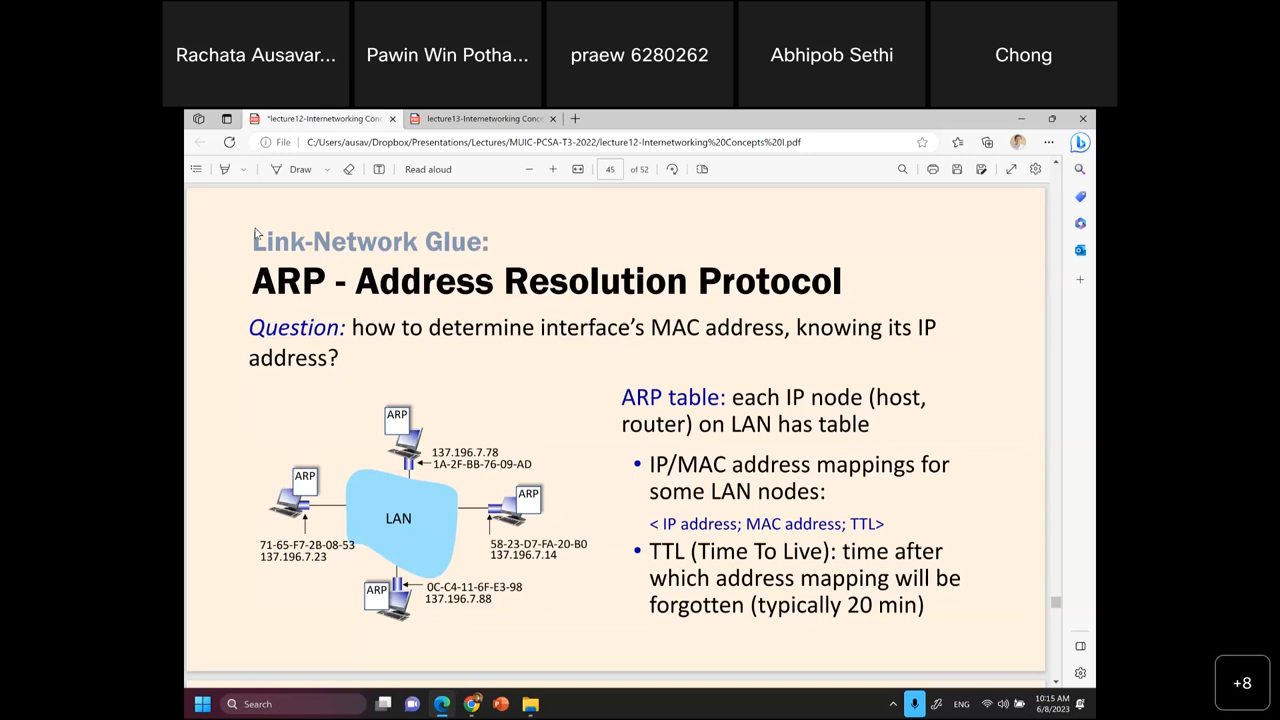 Rachata Ausavar...
Pawin Win Potha...
praew 6280262
Abhipob Sethi
Chong
*lecture12-Internetworking Conc
lecture13-Internetworking Conce
File
C:/Users/ausav/Dropbox/Presentations/Lectures/MUIC-PCSA-T3-2022/lecture12-Internetworking%20Concepts%20I.pdf
Draw
Read aloud
45 of 52
Link-Network Glue:
ARP - Address Resolution Protocol
Question: how to determine interface's MAC address, knowing its IP
address?
ARP
137.196.7.78
1A-2F-BB-76-09-AD
ARP
71-65-F7-2B-08-53
137.196.7.23
LAN
ARP
58-23-D7-FA-20-B0
137.196.7.14
ARP
0C-C4-11-6F-E3-98
137.196.7.88
ARP table: each IP node (host,
router) on LAN has table
• IP/MAC address mappings for
some LAN nodes:
< IP address; MAC address; TTL>
• TTL (Time To Live): time after
which address mapping will be
forgotten (typically 20 min)
Search
ENG
10:15 AM
6/8/2023
+8